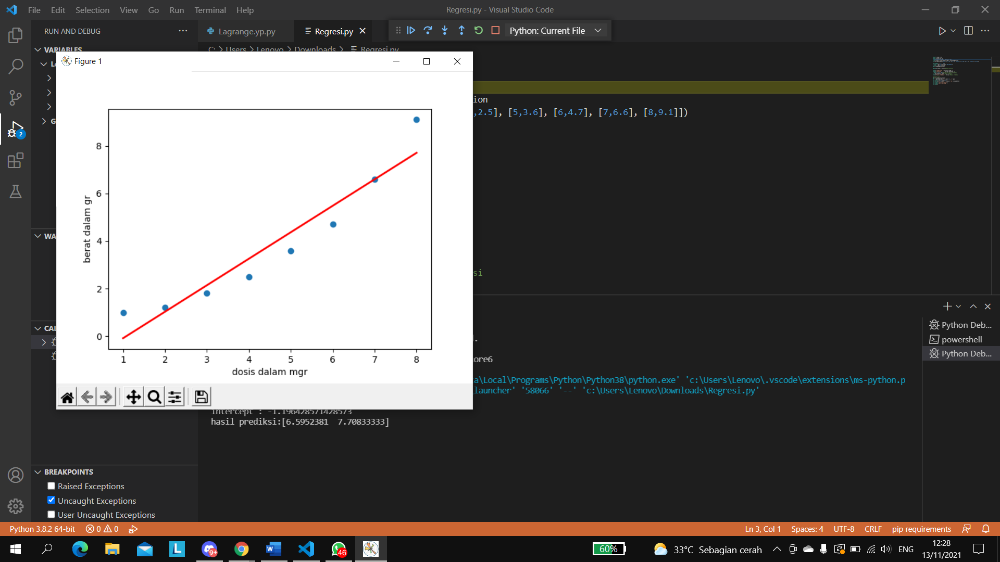 File Edit Selection View Go Run Terminal Help
Regresi.py - Visual Studio Code
RUN AND DEBUG
Lagrange.yp.py
Regresi.py
Python: Current File
VARIABLES
C: > Users > Lenovo > Downloads > Regresi.py
Figure 1
ion
,2.5], [5,3.6], [6,4.7], [7,6.6], [8,9.1]])
G
8
6
4
2
0
berat dalam gr
1 2 3 4 5 6 7 8
dosis dalam mgr
WA
si
CAL
Python Deb...
powershell
Python Deb...
ore6
a\Local\Programs\Python\Python38\python.exe' 'c:\Users\Lenovo\.vscode\extensions\ms-python.p
launcher' '58066' '--' 'c:\Users\Lenovo\Downloads\Regresi.py'
intercept : -1.196428571428573
hasil prediksi:[6.5952381  7.70833333]
2
BREAKPOINTS
Raised Exceptions
Uncaught Exceptions
User Uncaught Exceptions
Python 3.8.2 64-bit 0 0
Ln 3, Col 1 Spaces: 4 UTF-8 CRLF pip requirements
L 9+ W 46
60%
33°C Sebagian cerah
ENG
12:28
13/11/2021